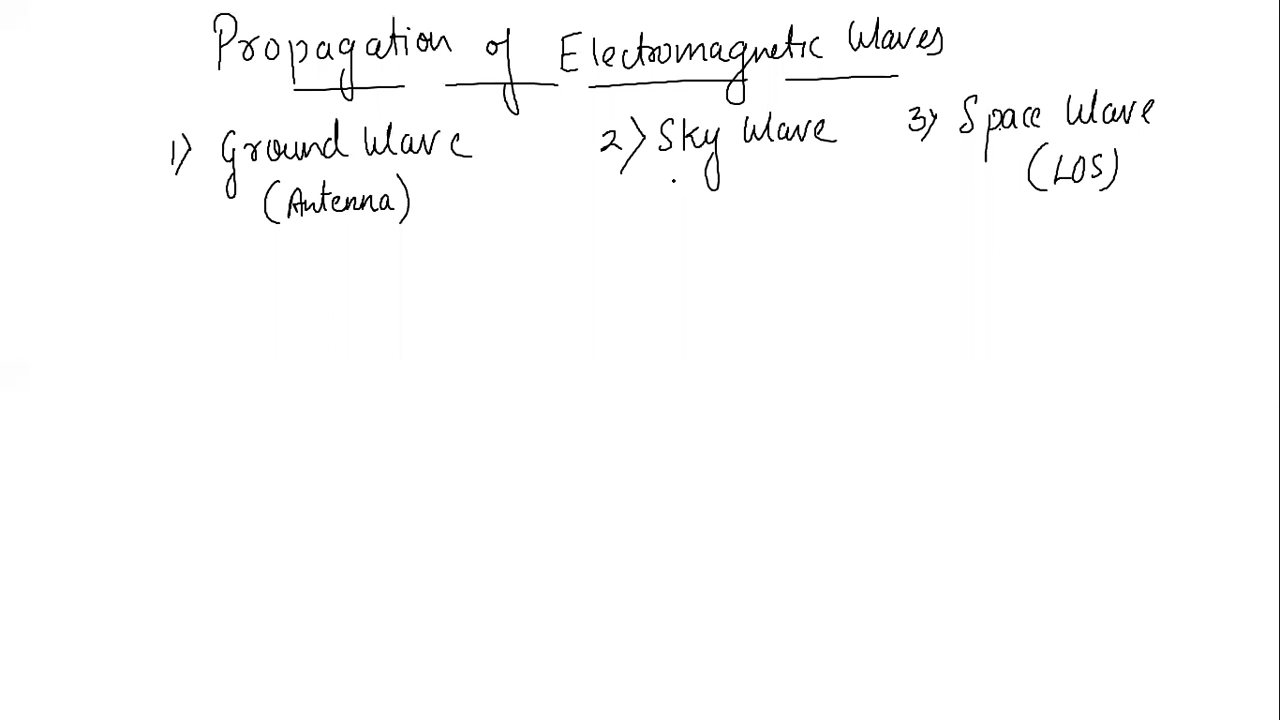 Propagation of Electromagnetic Waves
1) Ground Wave
(Antenna)
2) Sky Wave
3) Space Wave
(LOS)